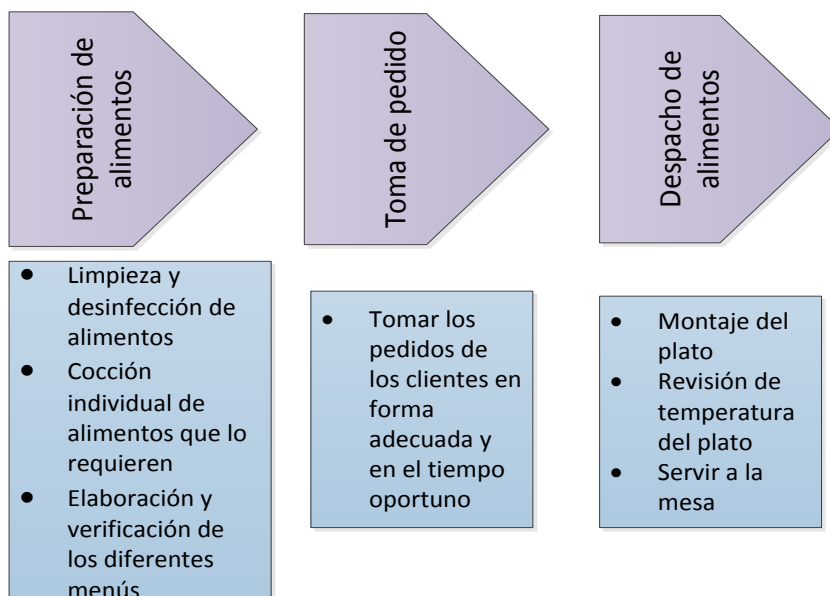 Preparación de
alimentos
Toma de pedido
Despacho de
alimentos
• Limpieza y
desinfección de
alimentos
• Cocción
individual de
alimentos que lo
requieren
• Elaboración y
verificación de
los diferentes
menús
• Tomar los
pedidos de
los clientes en
forma
adecuada y
en el tiempo
oportuno
• Montaje del
plato
• Revisión de
temperatura
del plato
• Servir a la
mesa